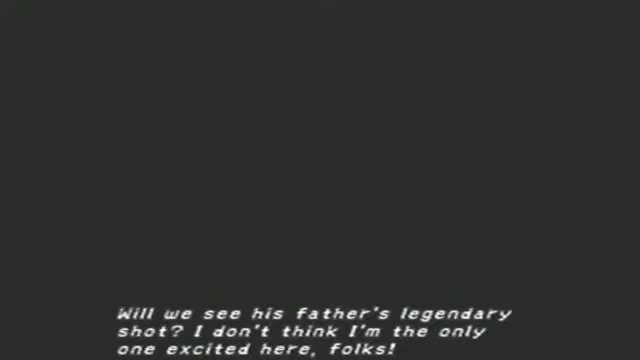 Will we see his father's legendary
shot? I don't think I'm the only
one excited here, folks!